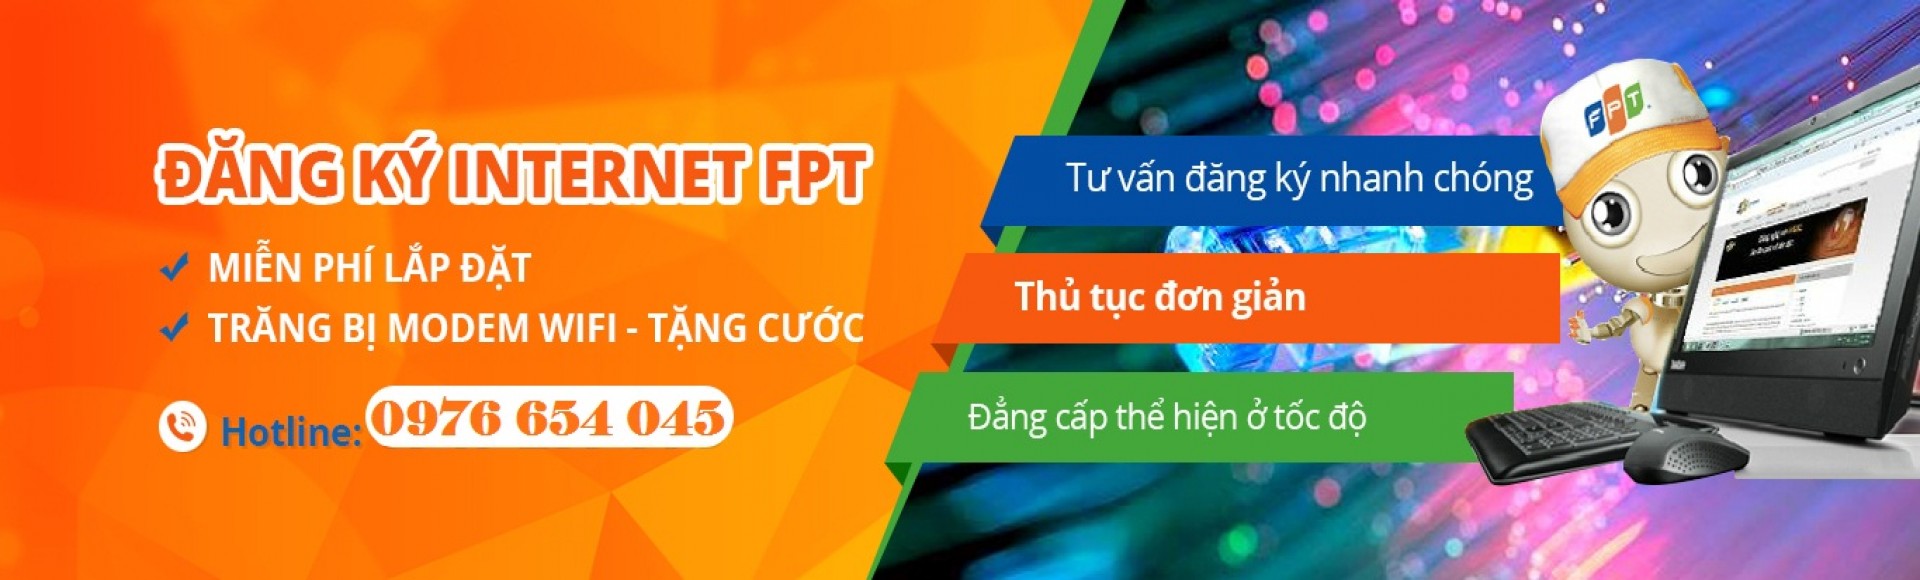 ĐĂNG KÝ INTERNET FPT
MIỄN PHÍ LẮP ĐẶT
TRĂNG BỊ MODEM WIFI - TẶNG CƯỚC
Hotline: 0976 654 045
Tư vấn đăng ký nhanh chóng
Thủ tục đơn giản
Đẳng cấp thể hiện ở tốc độ
FPT